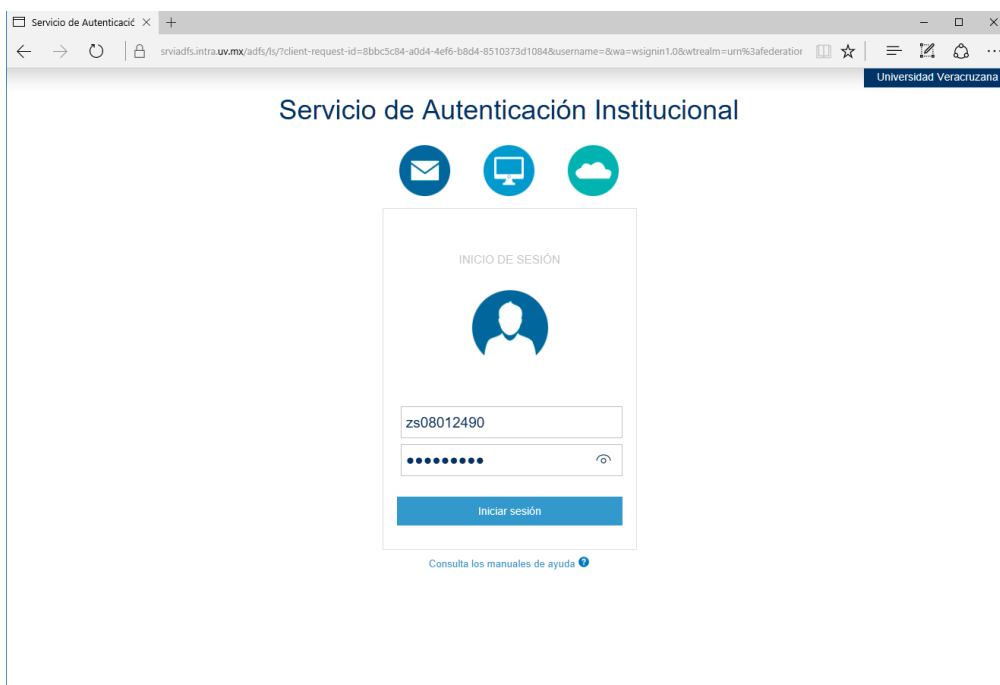 Servicio de Autenticació
srviadfs.intra.uv.mx/adfs/ls/?client-request-id=8bbc5c84-a0d4-4ef6-b8d4-8510373d1084&username=&wa=wsignin1.0&wtrealm=urn%3afederation
Universidad Veracruzana
Servicio de Autenticación Institucional
INICIO DE SESIÓN
zs08012490
•••••••••
Iniciar sesión
Consulta los manuales de ayuda ?